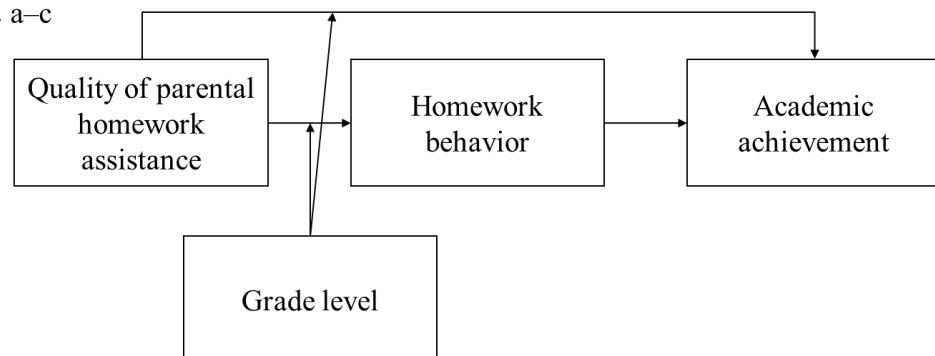 a–c
Quality of parental
homework
assistance
Homework
behavior
Academic
achievement
Grade level